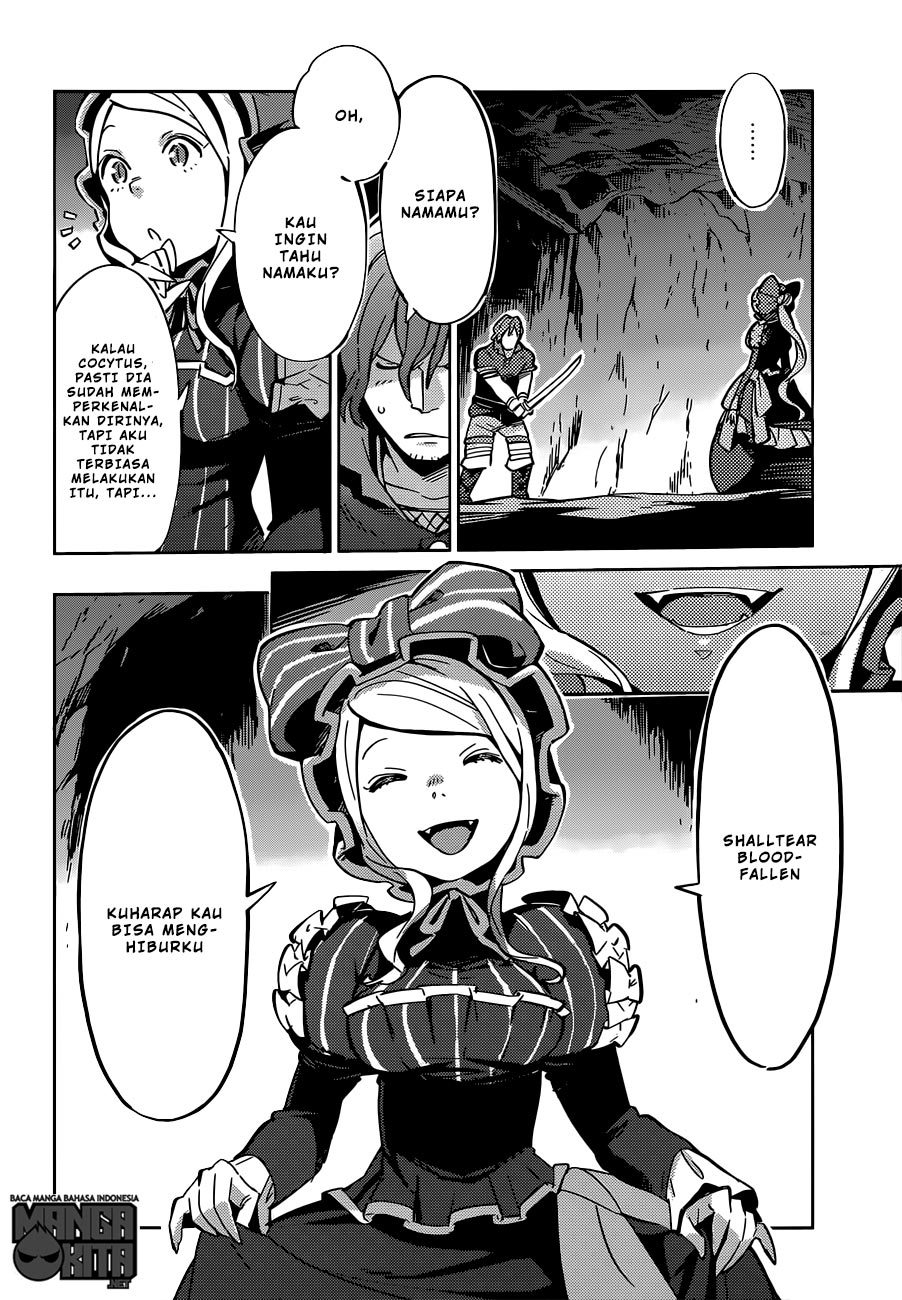 ........
SIAPA
NAMAMU?
OH,
KAU
INGIN
TAHU
NAMAKU?
KALAU
COCYTUS,
PASTI DIA
SUDAH MEM-
PERKENAL-
KAN DIRINYA,
TAPI AKU
TIDAK
TERBIASA
MELAKUKAN
ITU, TAPI...
SHALLTEAR
BLOOD-
FALLEN
KUHARAP KAU
BISA MENG-
HIBURKU
BACA MANGA BAHASA INDONESIA
MANGA
KITA
.NET